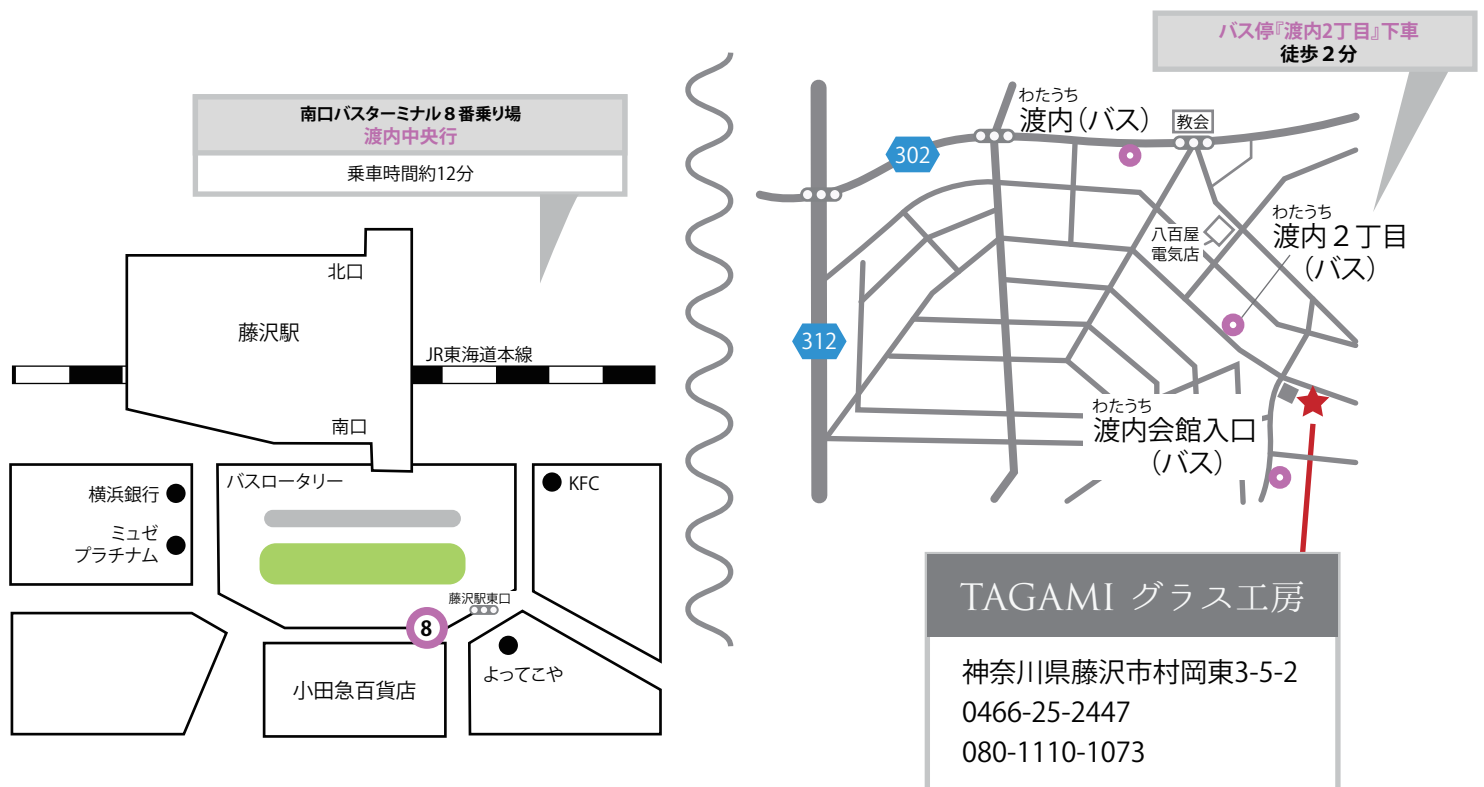 南口バスターミナル８番乗り場
渡内中央行
乗車時間約12分
北口
藤沢駅
JR東海道本線
南口
バスロータリー
横浜銀行
ミュゼ
プラチナム
KFC
藤沢駅東口
8
よってこや
小田急百貨店
バス停『渡内2丁目』下車
徒歩２分
わたうち
渡内（バス）
教会
302
わたうち
渡内２丁目
（バス）
八百屋
電気店
312
わたうち
渡内会館入口
（バス）
TAGAMI グラス工房
神奈川県藤沢市村岡東3-5-2
0466-25-2447
080-1110-1073